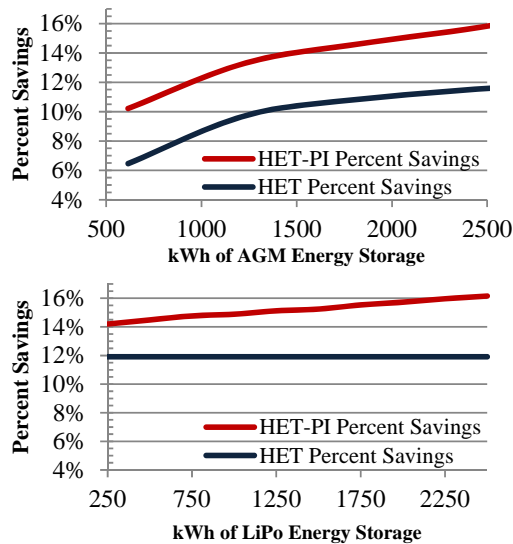 16%
14%
12%
10%
8%
6%
4%
Percent Savings
HET-PI Percent Savings
HET Percent Savings
500 1000 1500 2000 2500
kWh of AGM Energy Storage
16%
14%
12%
10%
8%
6%
4%
Percent Savings
HET-PI Percent Savings
HET Percent Savings
250 750 1250 1750 2250
kWh of LiPo Energy Storage